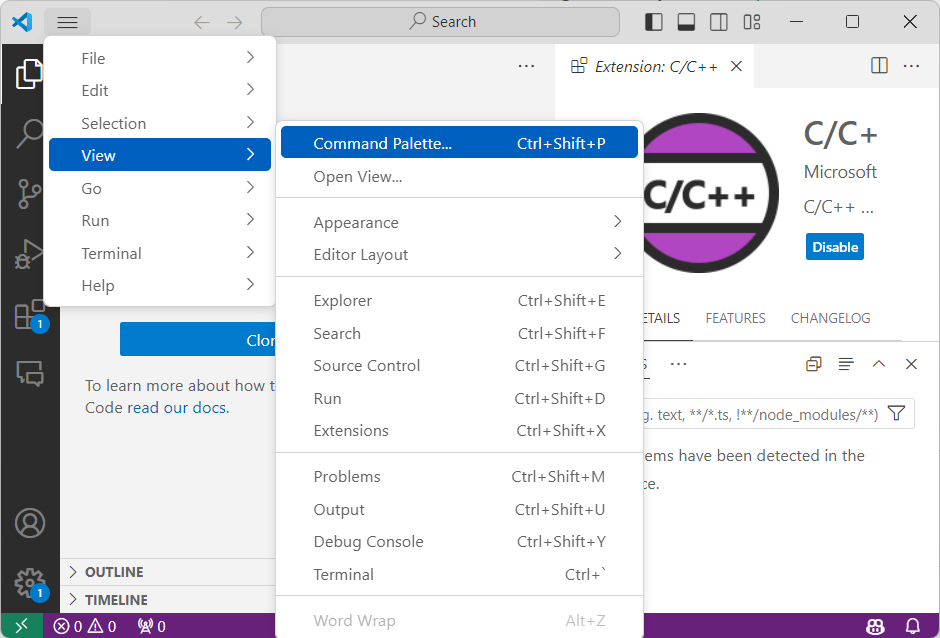 Search
File
Edit
Selection
View
Go
Run
Terminal
Help
Command Palette... Ctrl+Shift+P
Open View...
Appearance
Editor Layout
Explorer Ctrl+Shift+E
Search Ctrl+Shift+F
Source Control Ctrl+Shift+G
Run Ctrl+Shift+D
Extensions Ctrl+Shift+X
Problems Ctrl+Shift+M
Output Ctrl+Shift+U
Debug Console Ctrl+Shift+Y
Terminal Ctrl+`
Word Wrap Alt+Z
Extension: C/C++
C/C++
C/C+
Microsoft
C/C++ ...
Disable
ETAILS FEATURES CHANGELOG
g. text, **/*.ts, !**/node_modules/**)
ems have been detected in the
ce.
Clor
To learn more about how t
Code read our docs.
1
1
OUTLINE
TIMELINE
0 0 0